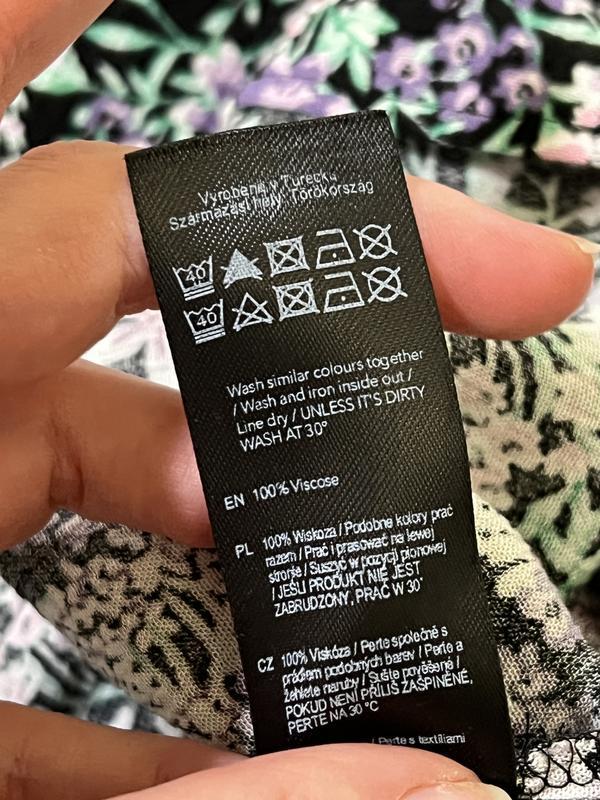 Vyrobeno v Turecku
Származási hely: Törökország
40
40
Wash similar colours together
/ Wash and iron inside out /
Line dry / UNLESS IT'S DIRTY
WASH AT 30°
EN 100% Viscose
PL 100% Wiskoza / Podobne kolory prać
razem / Prać i prasować na lewej
stronie / Suszyć w pozycji pionowej
/ JEŚLI PRODUKT NIE JEST
ZABRUDZONY, PRAĆ W 30°
CZ 100% Viskóza / Perte společně s
prádlem podobných barev / Perte a
žehlete naruby / Sušte pověšené /
POKUD NENÍ PŘÍLIŠ ZAŠPINĚNÉ,
PERTE NA 30 °C
/ Perte s textíliami